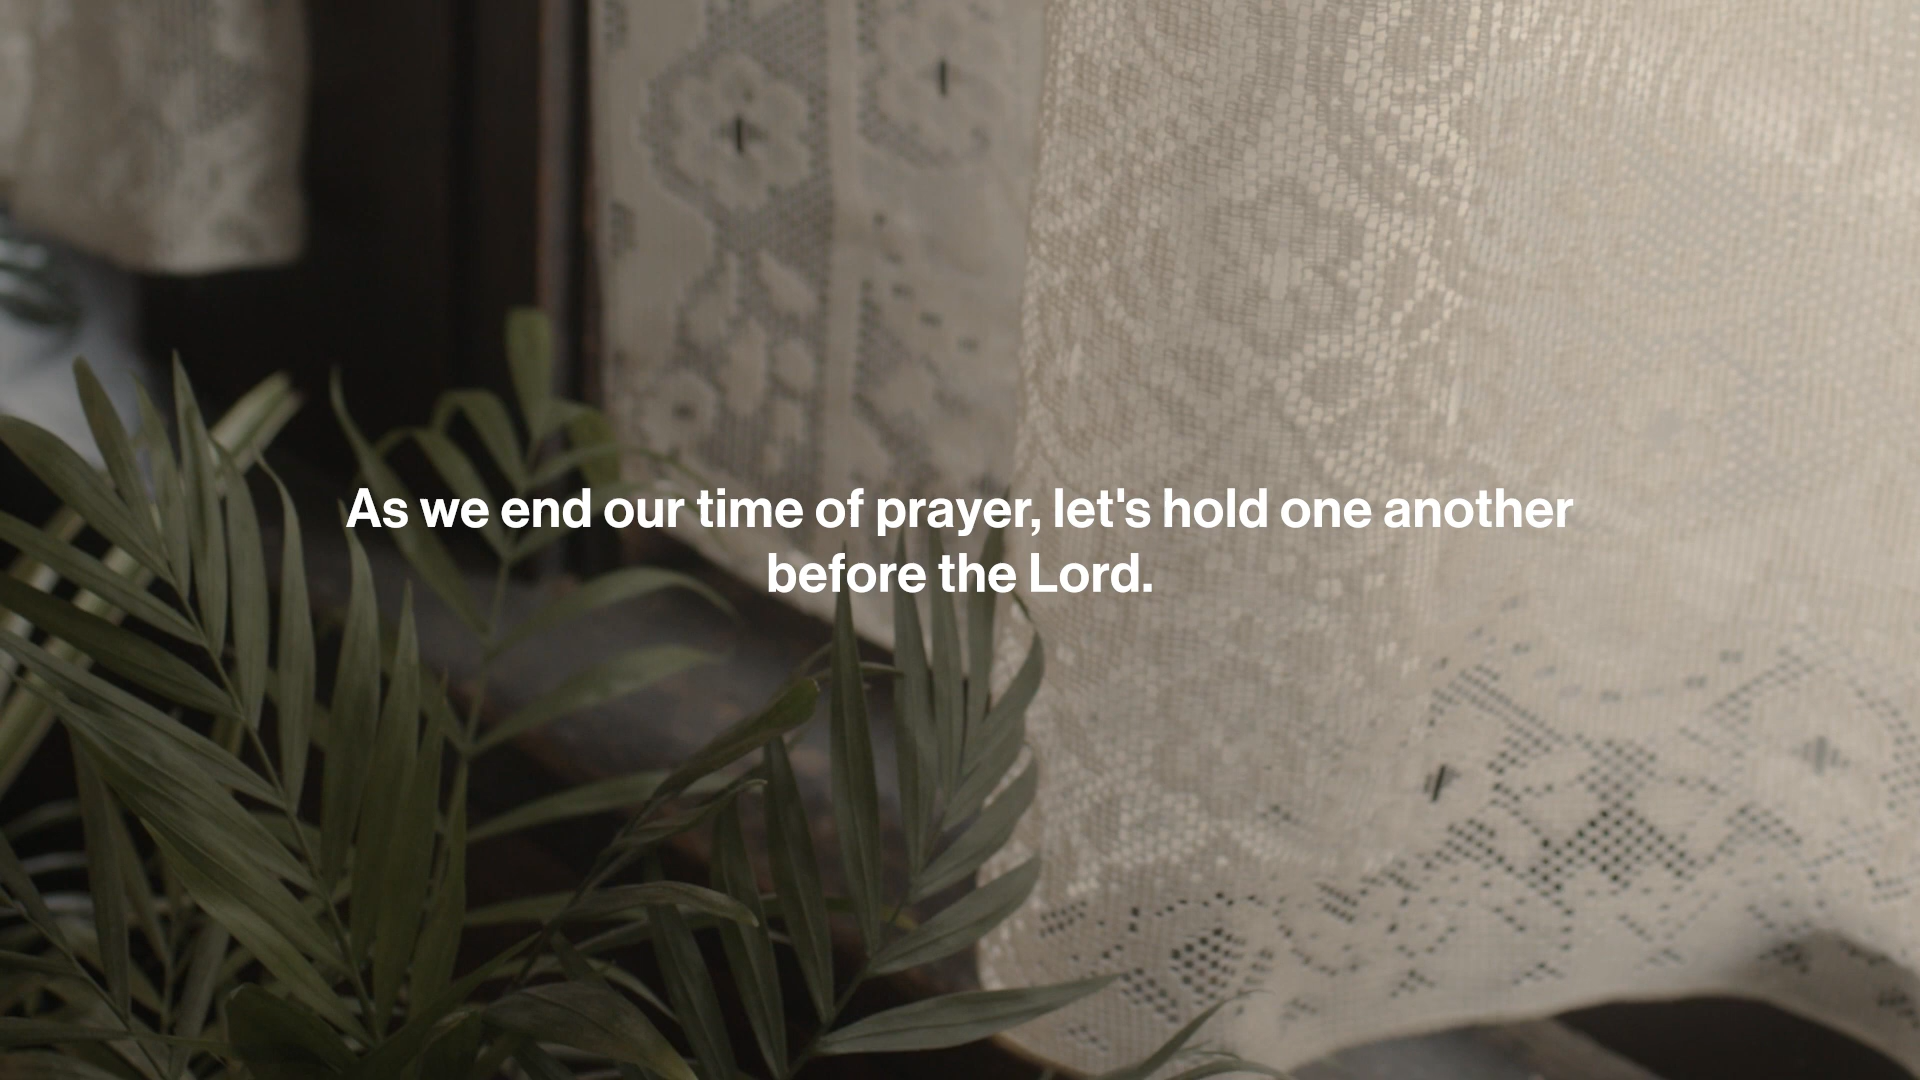 As we end our time of prayer, let's hold one another
before the Lord.